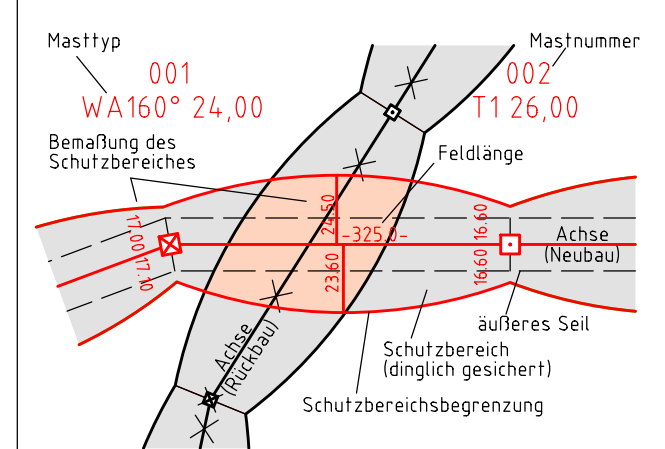 Masttyp
Mastnummer
001
WA160° 24,00
002
T1 26,00
Bemaßung des
Schutzbereiches
Feldlänge
24.50
-325.0-
23.60
17.00
17.10
16.60
16.60
Achse
(Neubau)
äußeres Seil
Achse
(Rückbau)
Schutzbereich
(dinglich gesichert)
Schutzbereichsbegrenzung